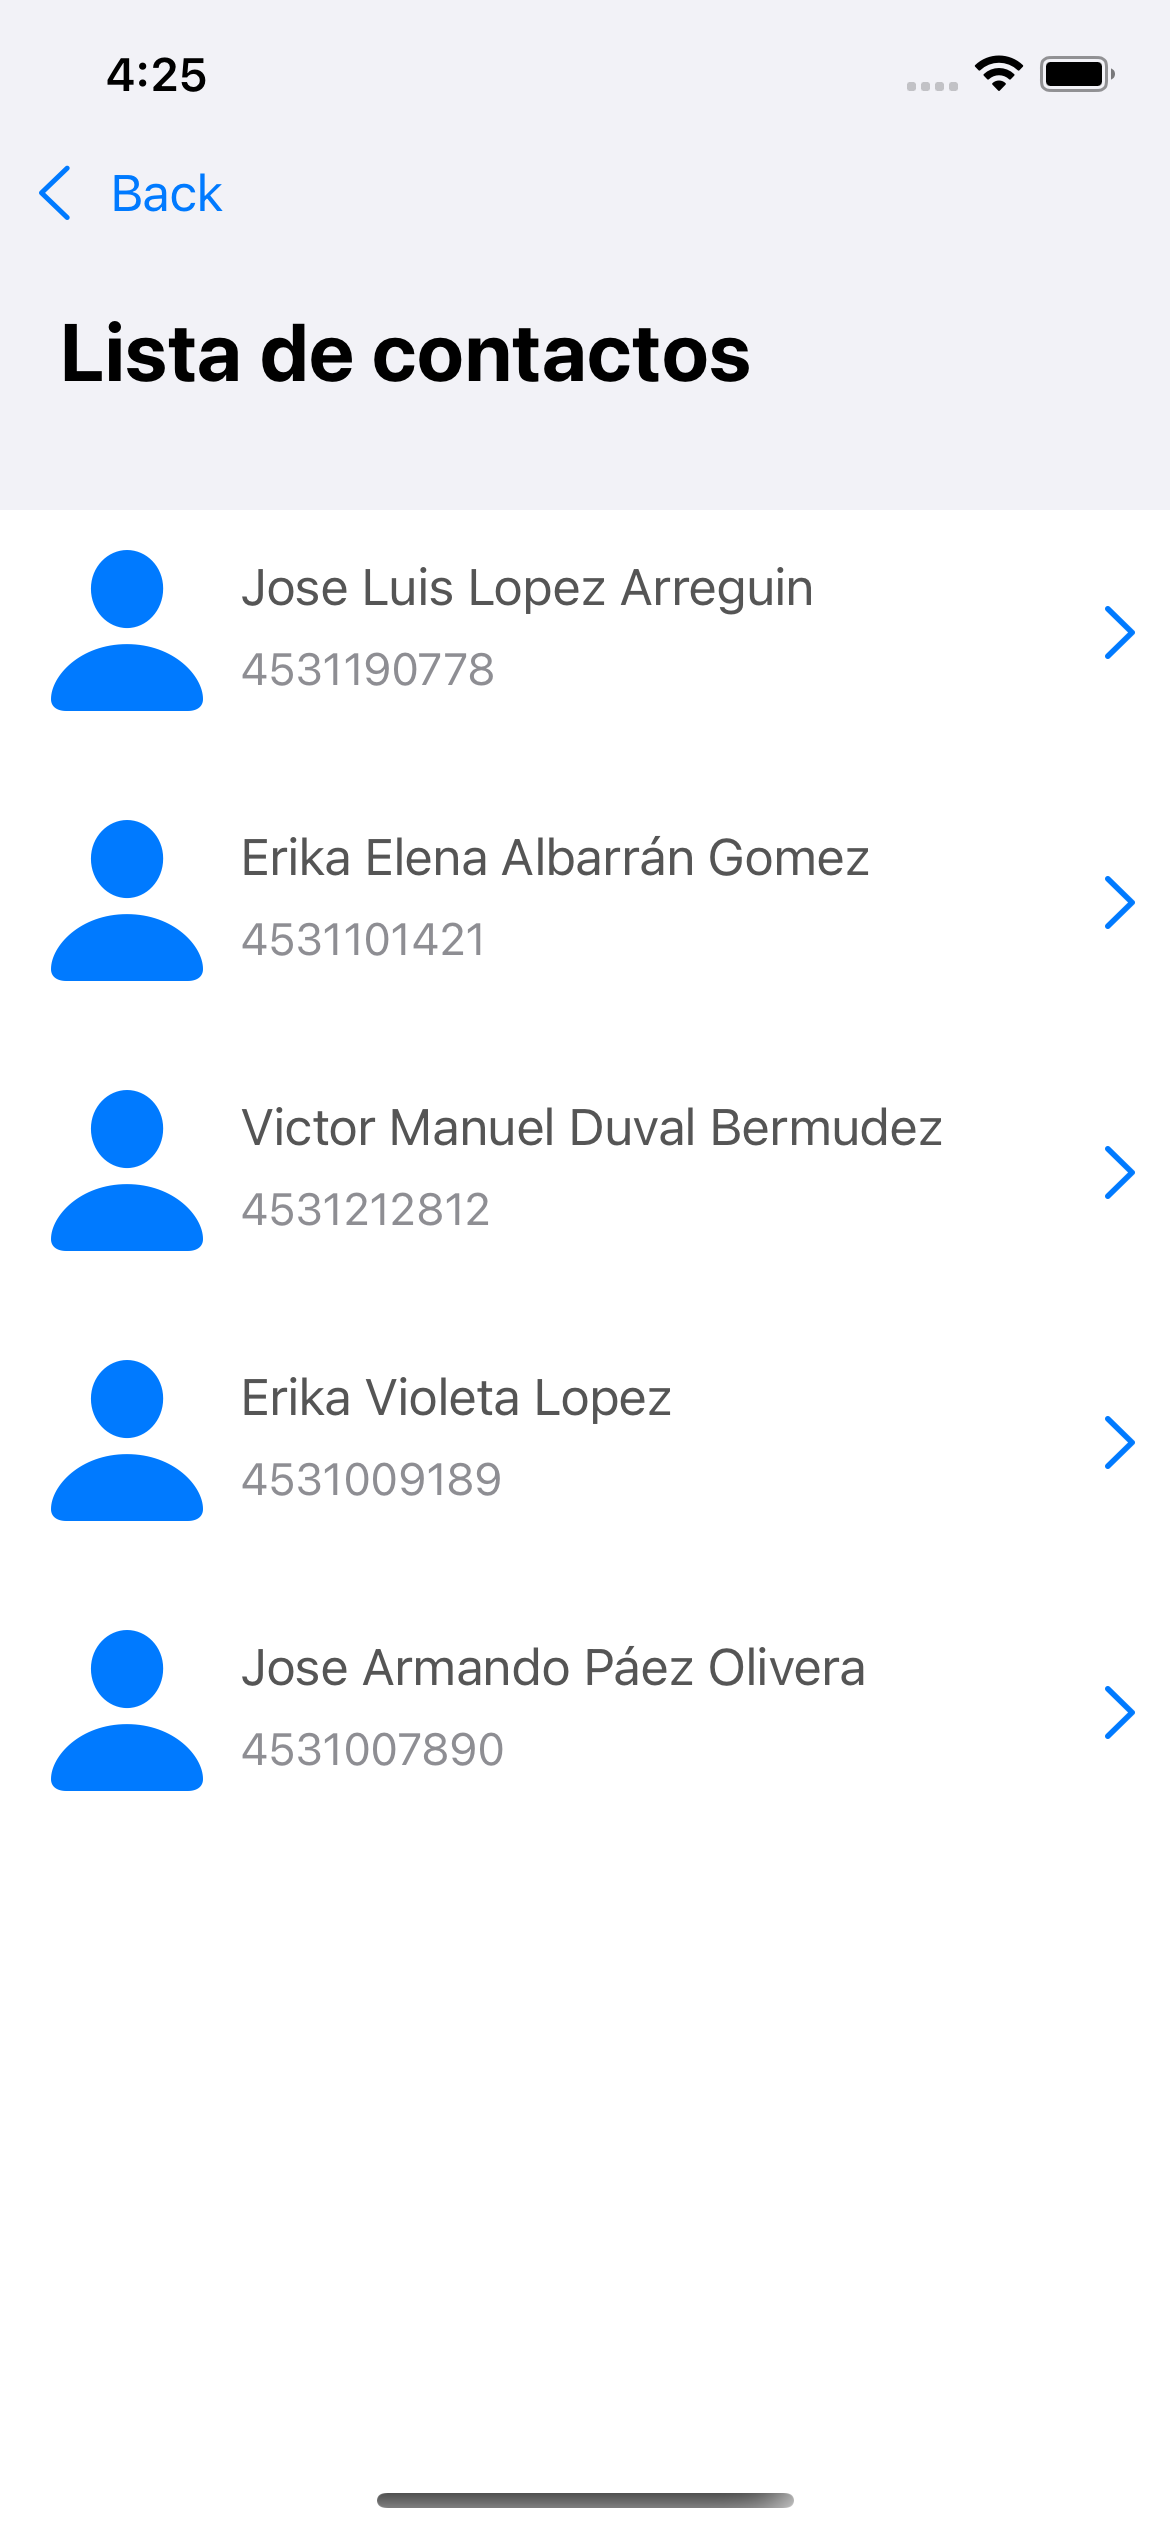 4:25
Back
Lista de contactos
Jose Luis Lopez Arreguin
4531190778
Erika Elena Albarrán Gomez
4531101421
Victor Manuel Duval Bermudez
4531212812
Erika Violeta Lopez
4531009189
Jose Armando Páez Olivera
4531007890